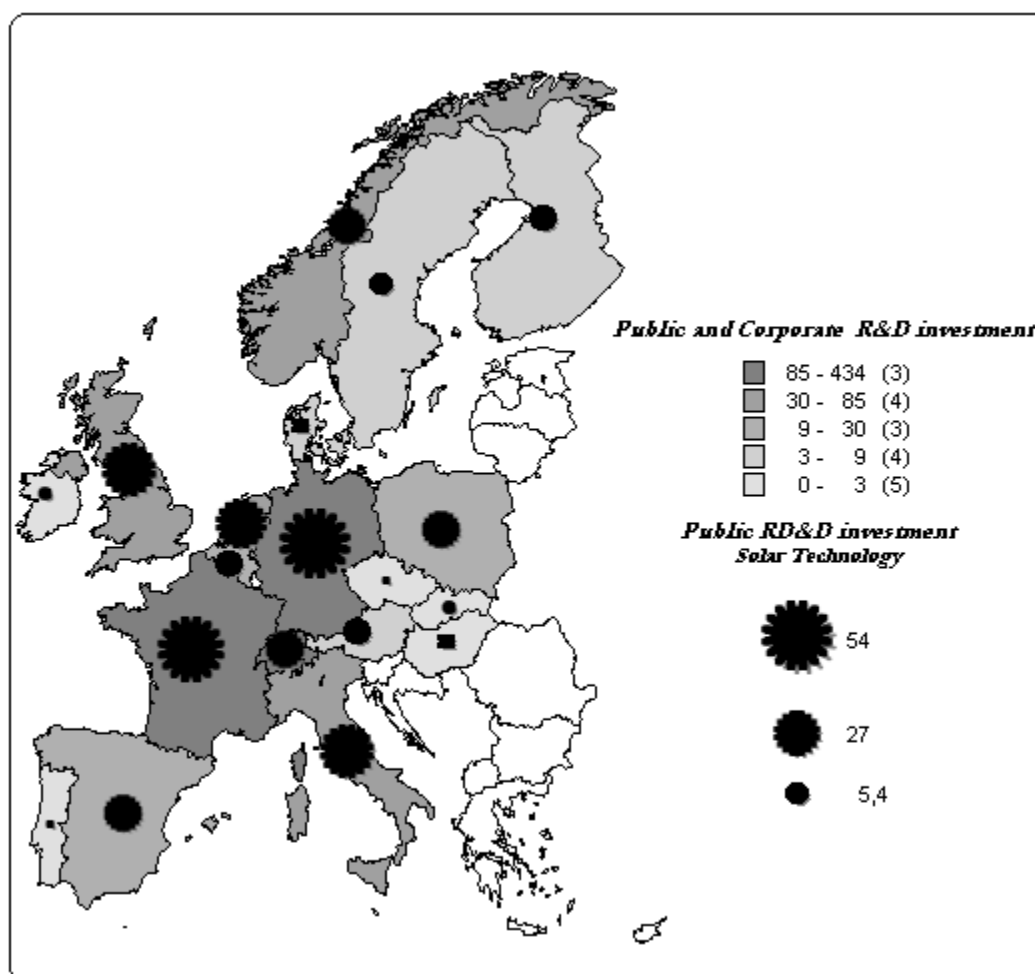 Public and Corporate R&D investment
85 - 434 (3)
30 - 85 (4)
9 - 30 (3)
3 - 9 (4)
0 - 3 (5)
Public RD&D investment
Solar Technology
54
27
5,4